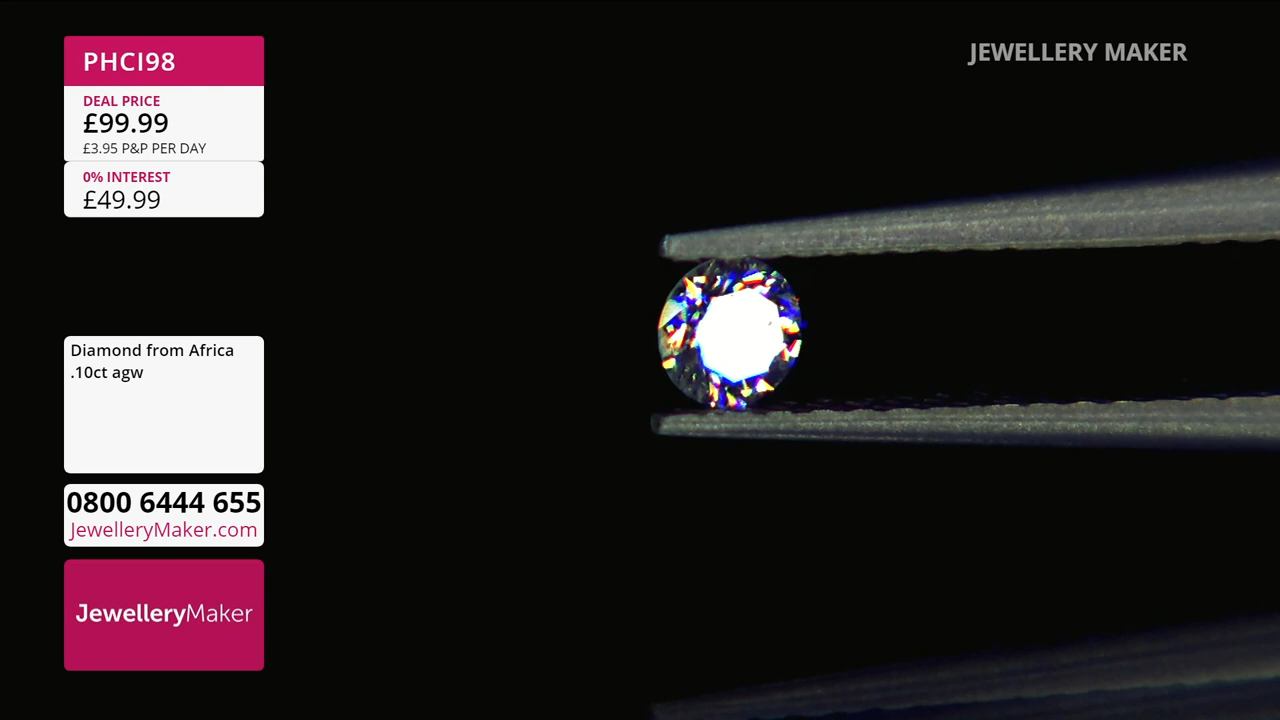 PHCI98
DEAL PRICE
£99.99
£3.95 P&P PER DAY
0% INTEREST
£49.99
Diamond from Africa
.10ct agw
0800 6444 655
JewelleryMaker.com
JewelleryMaker
JEWELLERY MAKER